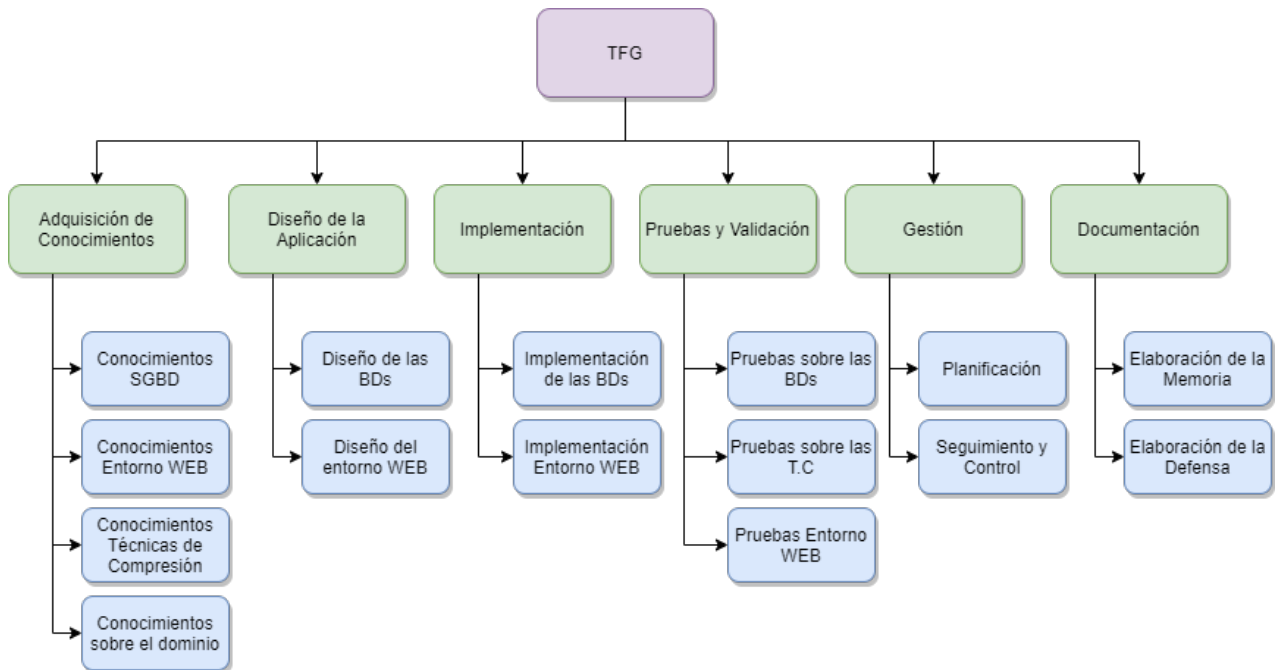 TFG
Adquisición de
Conocimientos
Diseño de la
Aplicación
Implementación
Pruebas y Validación
Gestión
Documentación
Conocimientos
SGBD
Conocimientos
Entorno WEB
Conocimientos
Técnicas de
Compresión
Conocimientos
sobre el dominio
Diseño de las
BDs
Diseño del
entorno WEB
Implementación
de las BDs
Implementación
Entorno WEB
Pruebas sobre las
BDs
Pruebas sobre las
T.C
Pruebas Entorno
WEB
Planificación
Seguimiento y
Control
Elaboración de la
Memoria
Elaboración de la
Defensa